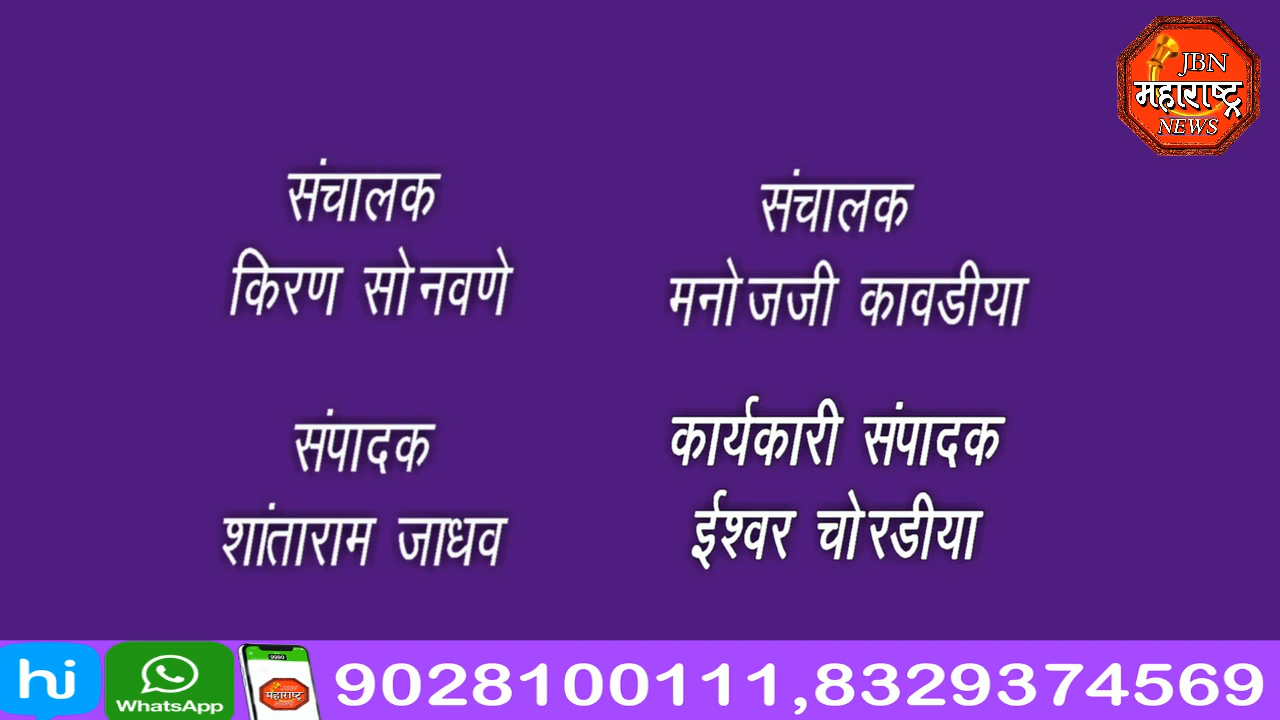 JBN
महाराष्ट्र
NEWS
संचालक
किरण सोनवणे
संचालक
मनोजजी कावडीया
संपादक
शांताराम जाधव
कार्यकारी संपादक
ईश्वर चोरडीया
hi
WhatsApp
महाराष्ट्र
9028100111,8329374569